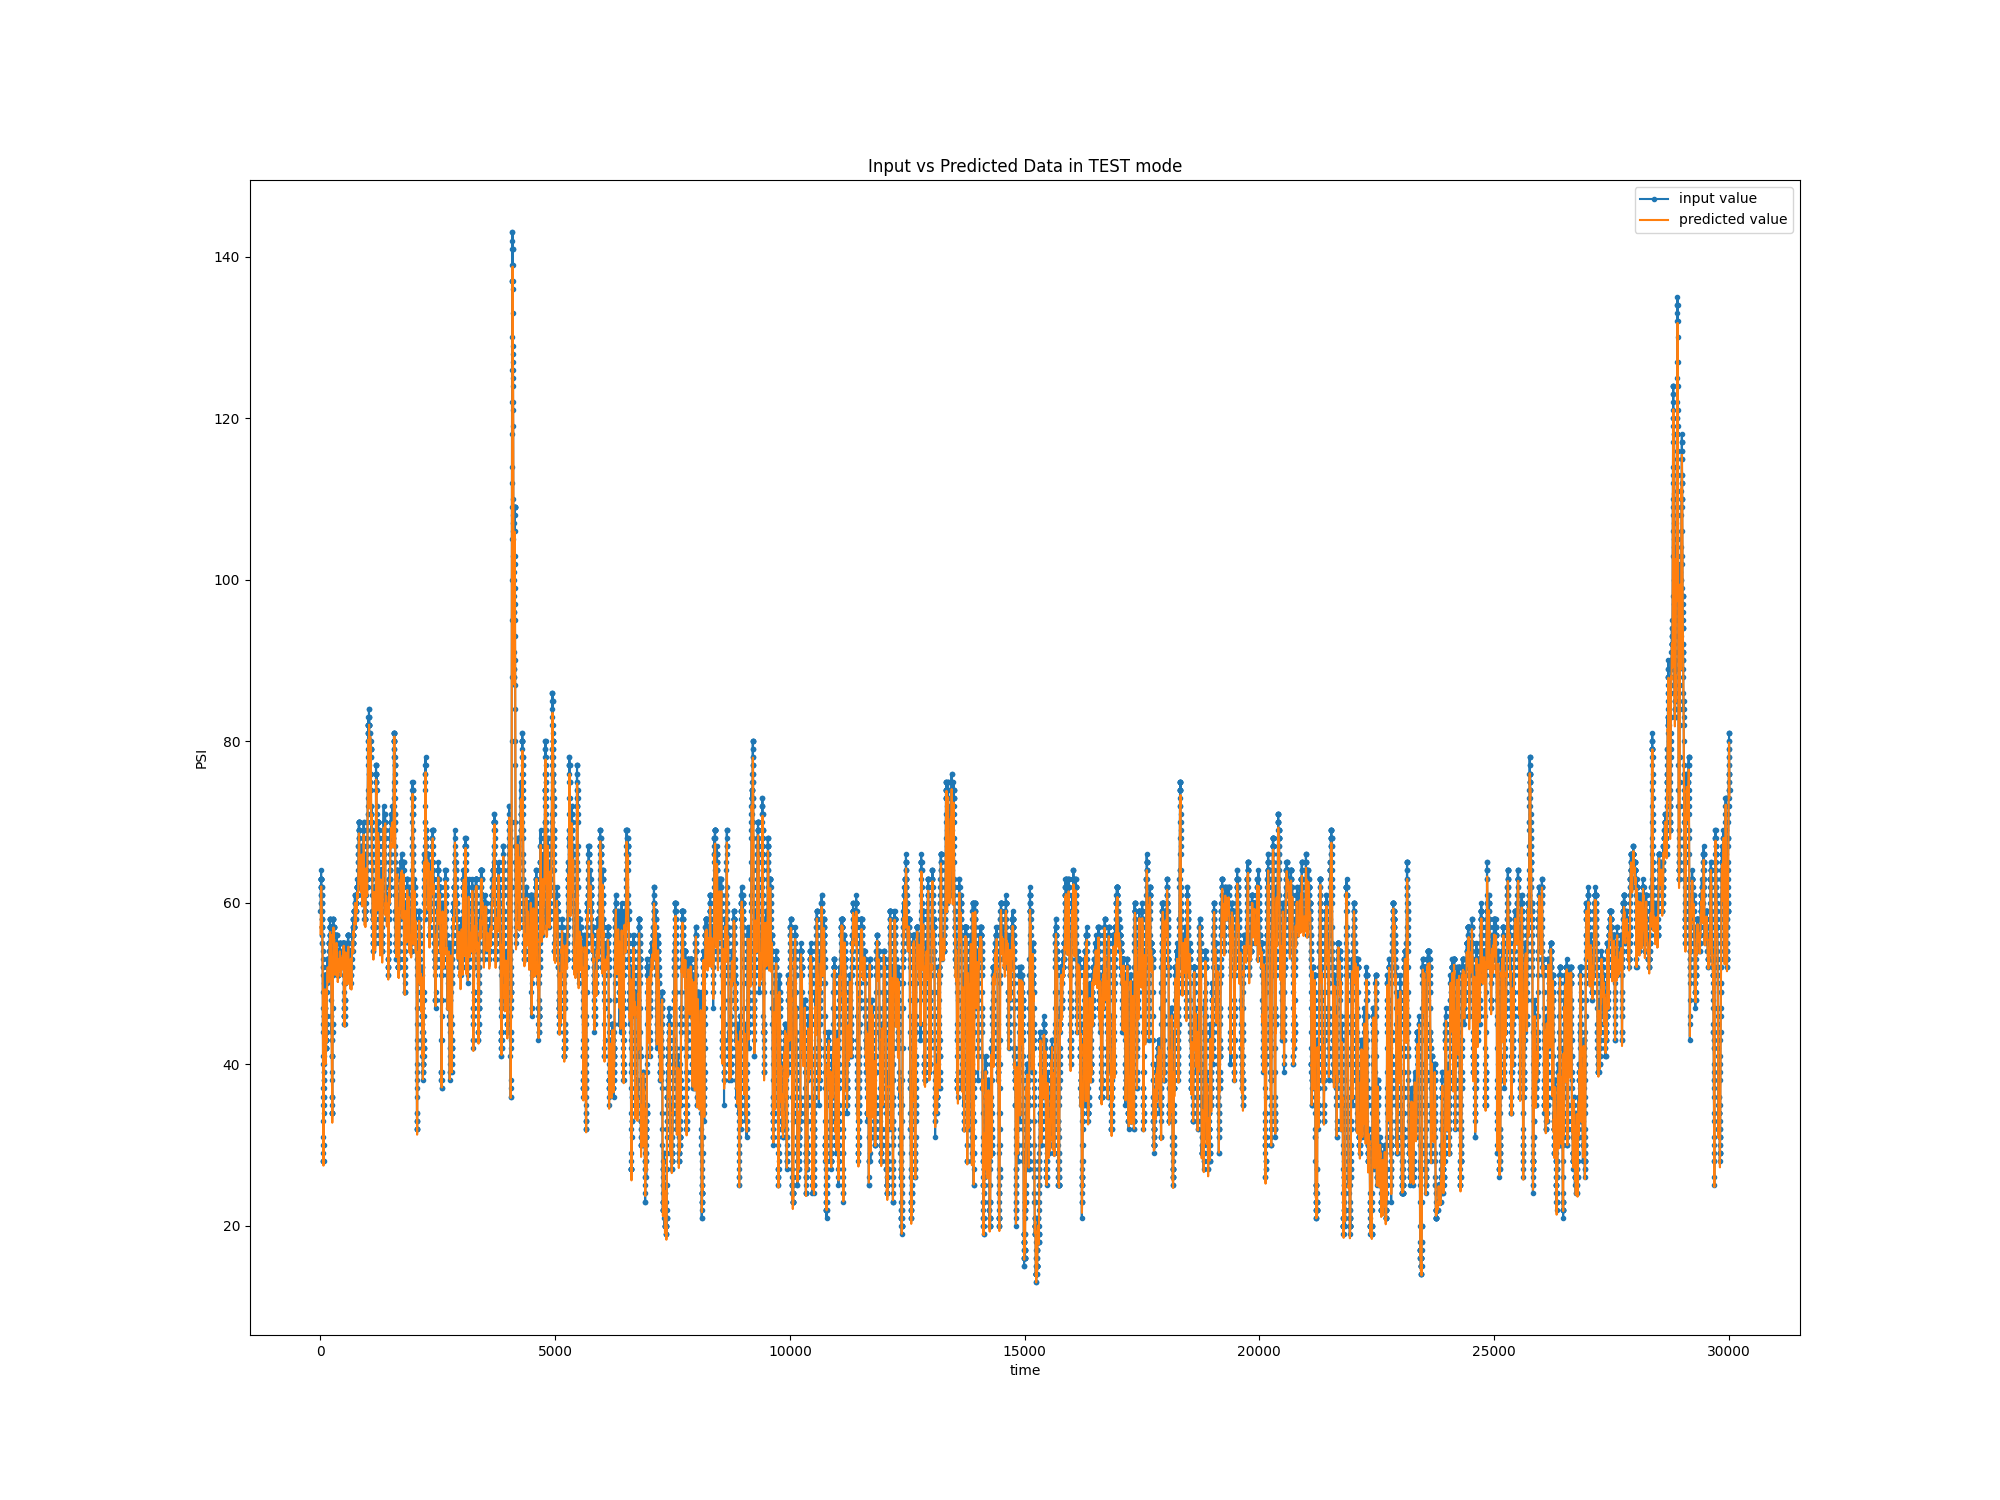 Input vs Predicted Data in TEST mode
input value
predicted value
140
120
100
80
60
40
20
PSI
0
5000
10000
15000
20000
25000
30000
time